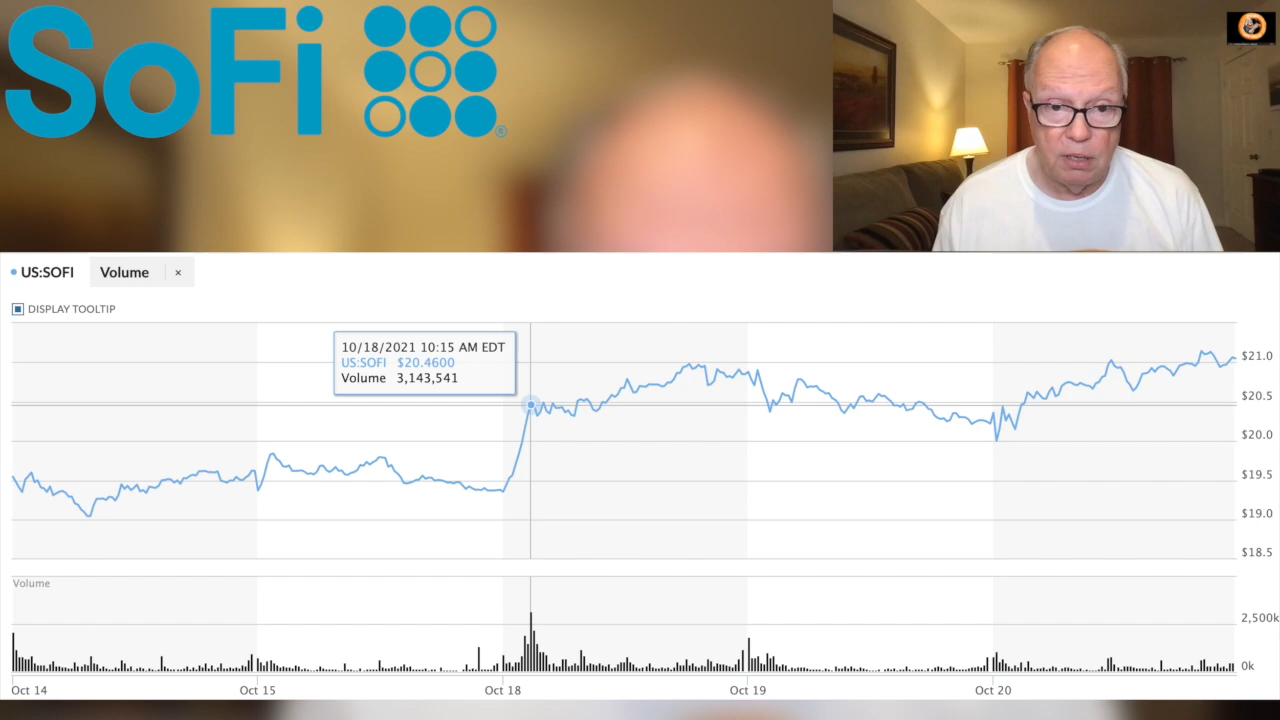 SoFi
®
US:SOFI
Volume ×
DISPLAY TOOLTIP
10/18/2021 10:15 AM EDT
US:SOFI $20.4600
Volume 3,143,541
$21.0
$20.5
$20.0
$19.5
$19.0
$18.5
Volume
2,500k
0k
Oct 14 Oct 15 Oct 18 Oct 19 Oct 20